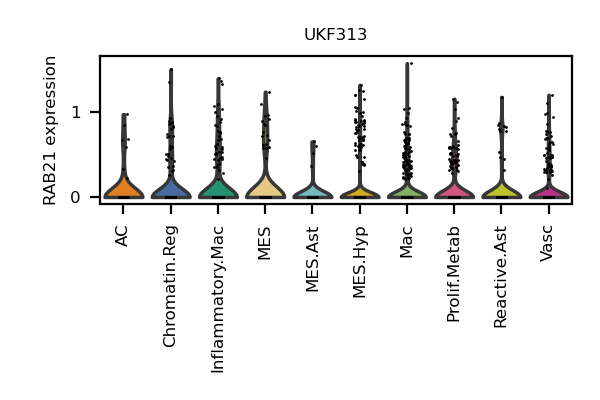 UKF313
RAB21 expression
1
0
AC
Chromatin.Reg
Inflammatory.Mac
MES
MES.Ast
MES.Hyp
Mac
Prolif.Metab
Reactive.Ast
Vasc